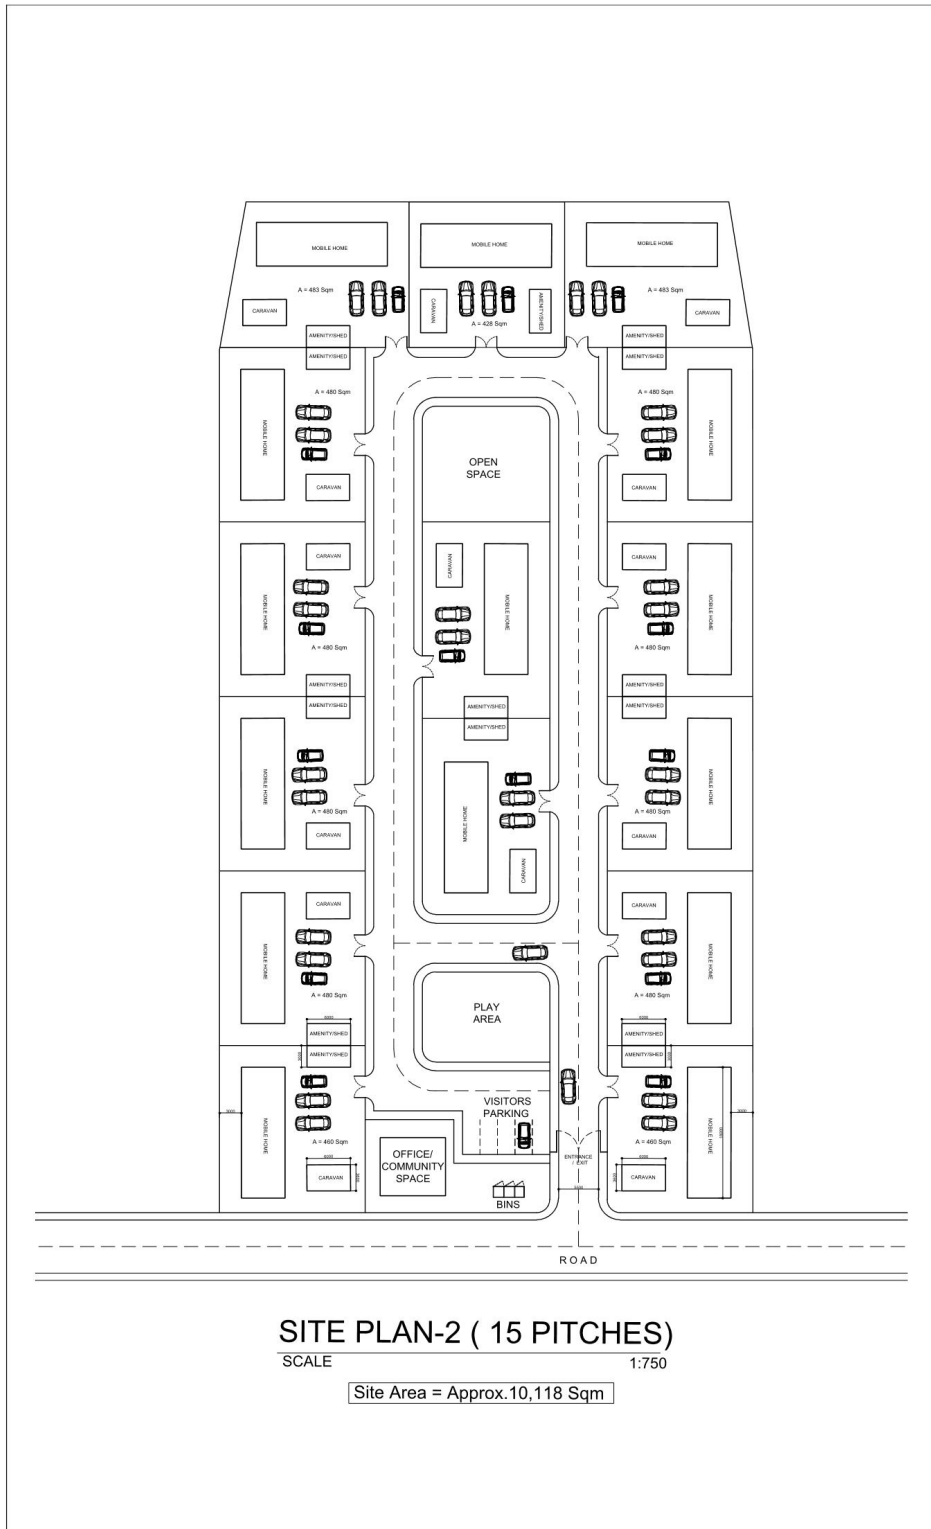 MOBILE HOME
MOBILE HOME
MOBILE HOME
A = 483 Sqm
A = 483 Sqm
CARAVAN
CARAVAN
AMENITY/SHED
CARAVAN
A = 428 Sqm
AMENITY/SHED
AMENITY/SHED
AMENITY/SHED
AMENITY/SHED
A = 480 Sqm
A = 480 Sqm
MOBILE HOME
MOBILE HOME
OPEN
SPACE
CARAVAN
CARAVAN
CARAVAN
CARAVAN
CARAVAN
MOBILE HOME
MOBILE HOME
MOBILE HOME
A = 480 Sqm
A = 480 Sqm
AMENITY/SHED
AMENITY/SHED
AMENITY/SHED
AMENITY/SHED
AMENITY/SHED
AMENITY/SHED
MOBILE HOME
MOBILE HOME
MOBILE HOME
A = 480 Sqm
A = 480 Sqm
CARAVAN
CARAVAN
CARAVAN
CARAVAN
CARAVAN
MOBILE HOME
MOBILE HOME
A = 480 Sqm
A = 480 Sqm
PLAY
AREA
AMENITY/SHED
AMENITY/SHED
AMENITY/SHED
AMENITY/SHED
VISITORS
PARKING
MOBILE HOME
MOBILE HOME
A = 460 Sqm
A = 460 Sqm
OFFICE/
COMMUNITY
SPACE
ENTRANCE
/ EXIT
CARAVAN
CARAVAN
BINS
ROAD
SITE PLAN-2 ( 15 PITCHES)
SCALE 1:750
Site Area = Approx.10,118 Sqm